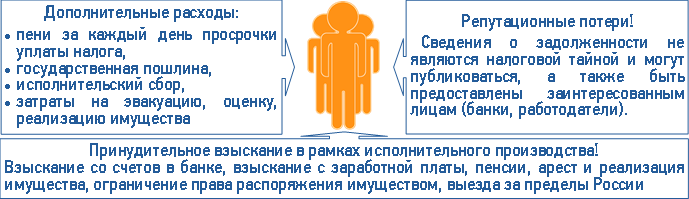 Дополнительные расходы:
• пени за каждый день просрочки
уплаты налога,
• государственная пошлина,
• исполнительский сбор,
• затраты на эвакуацию, оценку,
реализацию имущества
Репутационные потери!
Сведения о задолженности не
являются налоговой тайной и могут
публиковаться, а также быть
предоставлены заинтересованным
лицам (банки, работодатели).
Принудительное взыскание в рамках исполнительного производства!
Взыскание со счетов в банке, взыскание с заработной платы, пенсии, арест и реализация
имущества, ограничение права распоряжения имуществом, выезда за пределы России